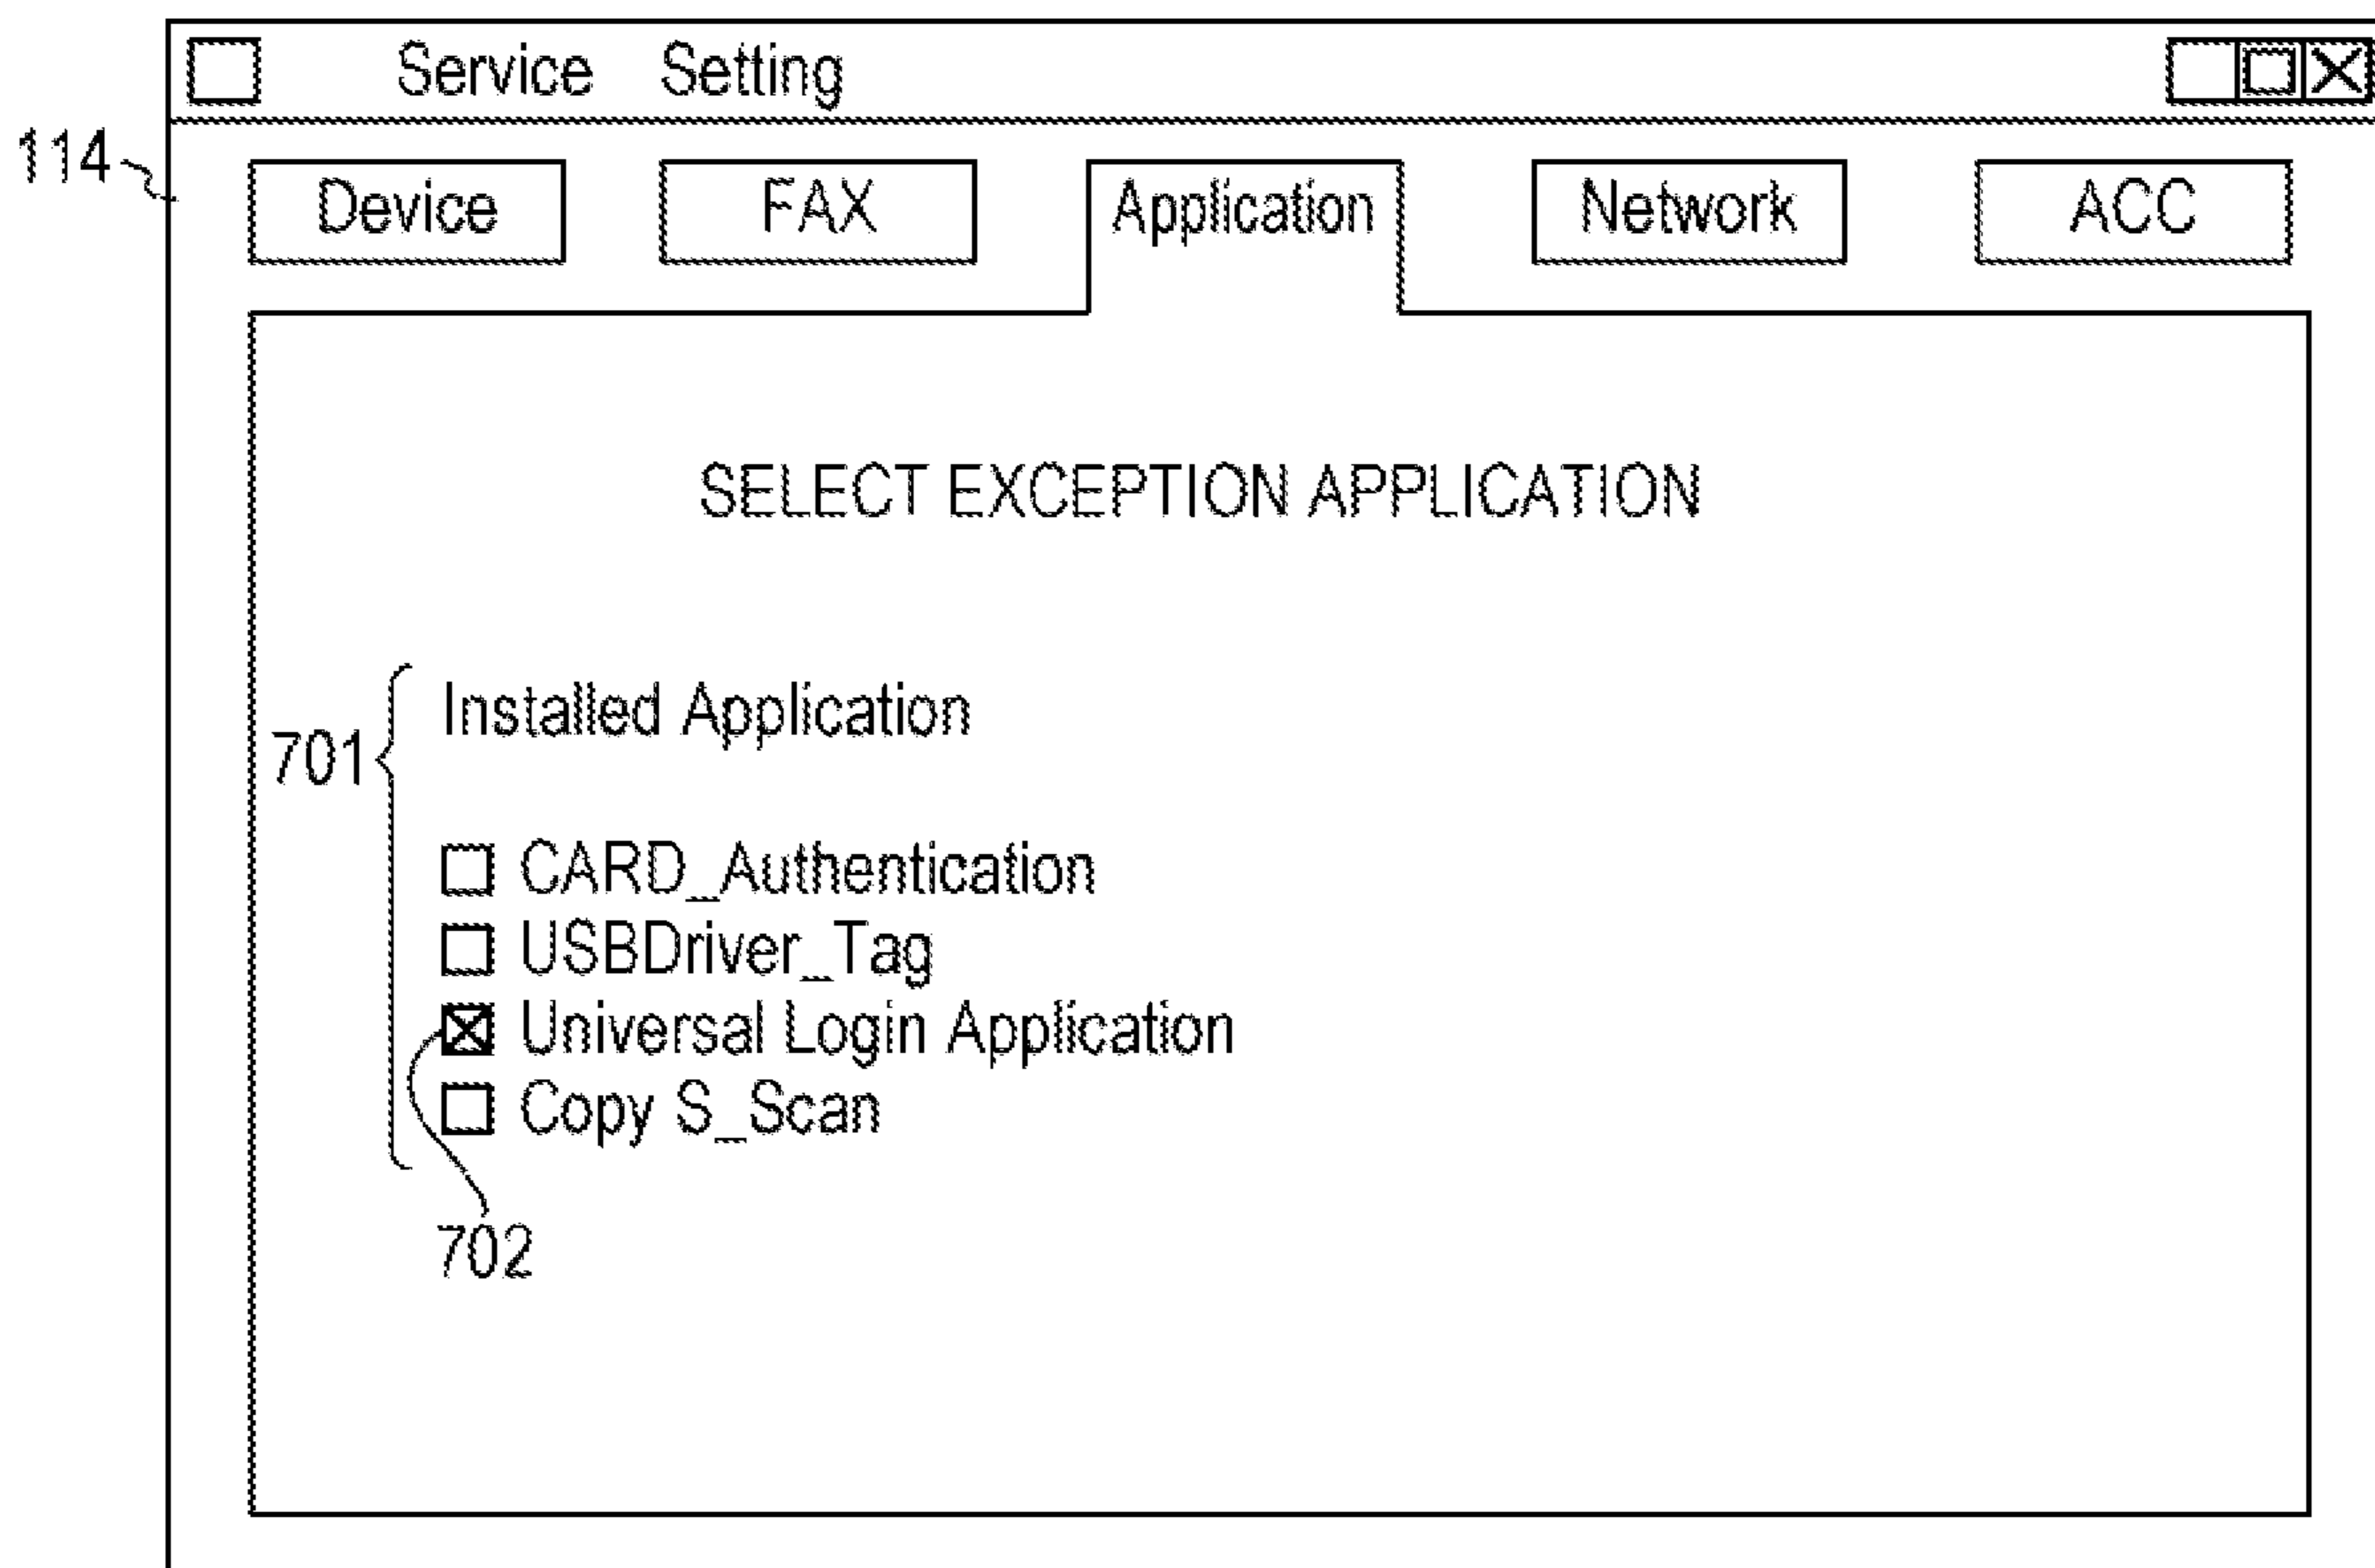 Service Setting
114
Device FAX Application Network ACC
SELECT EXCEPTION APPLICATION
Installed Application
701
CARD_Authentication
USBDriver_Tag
Universal Login Application
Copy S_Scan
702